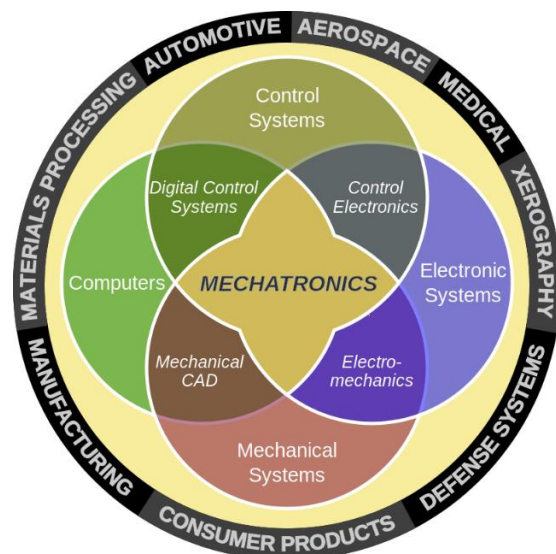 AUTOMOTIVE
AEROSPACE
MEDICAL
XEROGRAPHY
DEFENSE SYSTEMS
CONSUMER PRODUCTS
MANUFACTURING
MATERIALS PROCESSING
Control
Systems
Digital Control
Systems
Control
Electronics
Computers
MECHATRONICS
Electronic
Systems
Mechanical
CAD
Electro-
mechanics
Mechanical
Systems